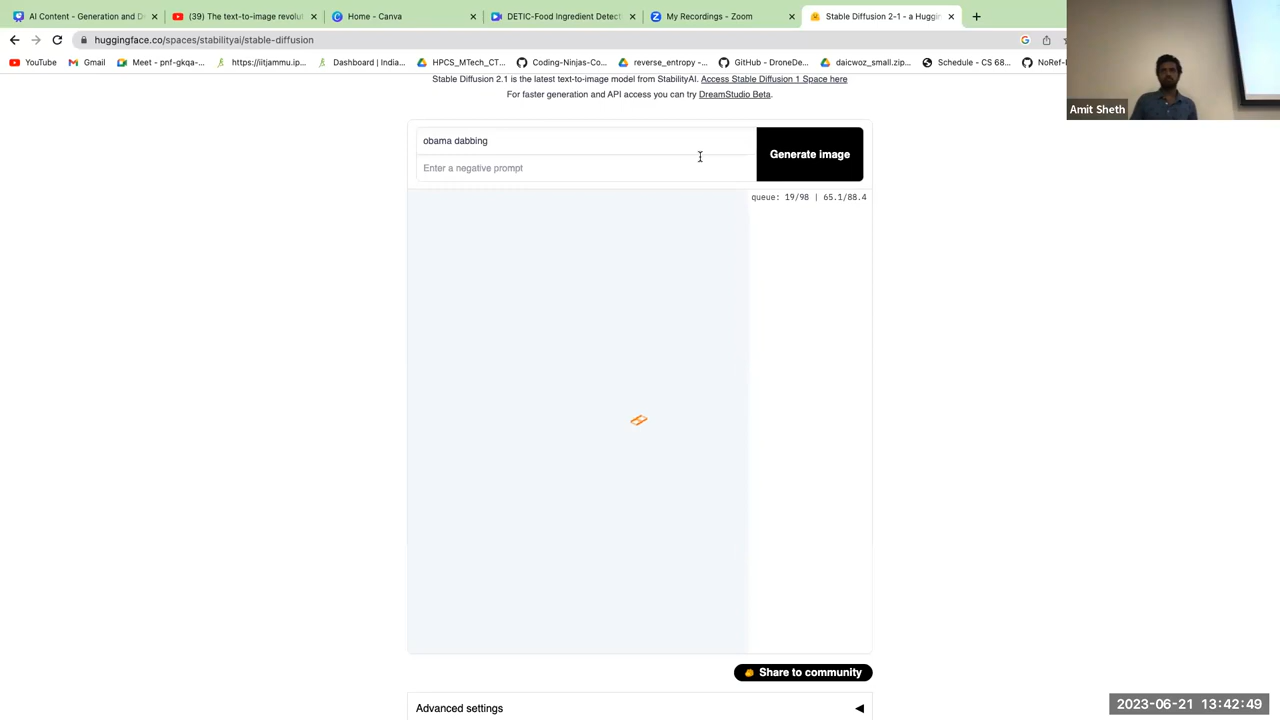 AI Content - Generation and D
(39) The text-to-image revolu
Home - Canva
DETIC-Food Ingredient Detect
My Recordings - Zoom
Stable Diffusion 2-1 - a Huggin
huggingface.co/spaces/stabilityai/stable-diffusion
YouTube
Gmail
Meet - pnf-gkqa-...
https://iitjammu.ip...
Dashboard | India...
HPCS_MTech_CT...
Coding-Ninjas-Co...
reverse_entropy -...
GitHub - DroneDe...
daicwoz_small.zip...
Schedule - CS 68...
NoRef-
Amit Sheth
Stable Diffusion 2.1 is the latest text-to-image model from StabilityAI. Access Stable Diffusion 1 Space here
For faster generation and API access you can try DreamStudio Beta.
obama dabbing
Enter a negative prompt
Generate image
queue: 19/98 | 65.1/88.4
Share to community
Advanced settings
2023-06-21 13:42:49